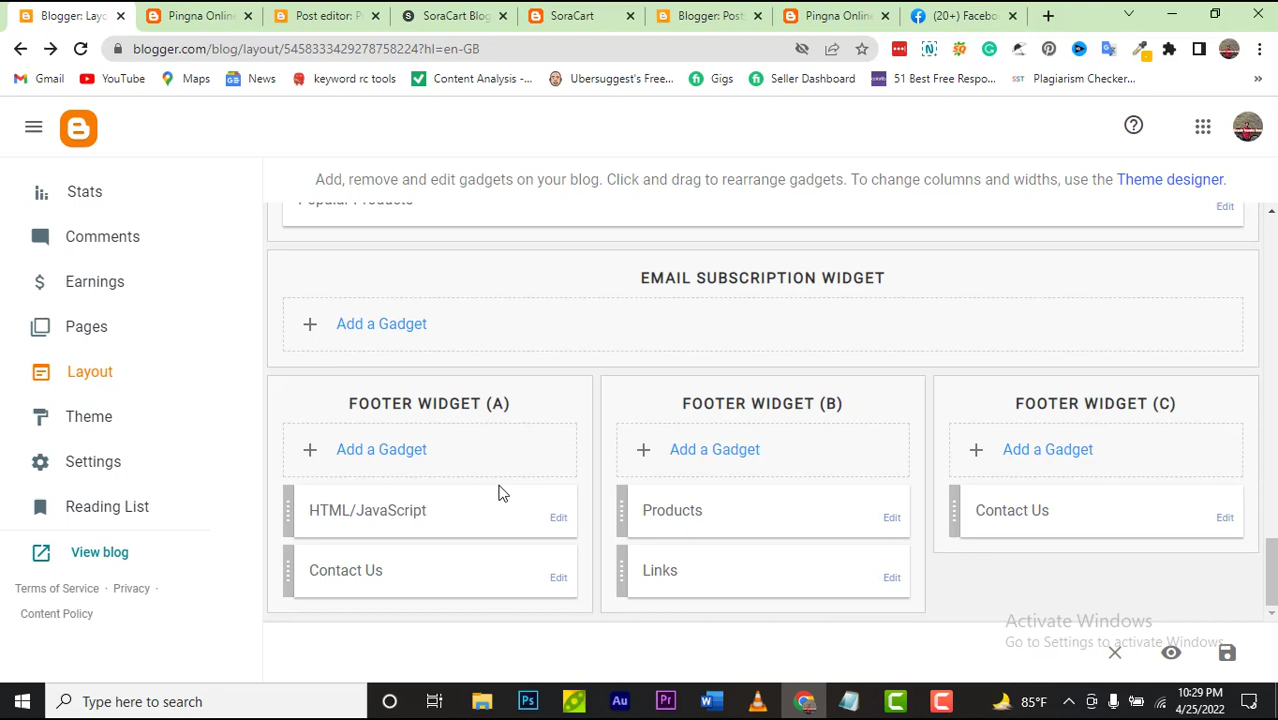 Blogger: Layo
Pingna Online
Post editor: P
SoraCart Blog
SoraCart
Blogger: Post
Pingna Online
(20+) Facebo
blogger.com/blog/layout/5458333429278758224?hl=en-GB
Gmail
YouTube
Maps
News
keyword rc tools
Content Analysis -...
Ubersuggest's Free...
Gigs
Seller Dashboard
51 Best Free Respo...
SST Plagiarism Checker...
Add, remove and edit gadgets on your blog. Click and drag to rearrange gadgets. To change columns and widths, use the Theme designer.
Stats
Comments
Earnings
Pages
Layout
Theme
Settings
Reading List
View blog
Terms of Service · Privacy ·
Content Policy
Popular Products
Edit
EMAIL SUBSCRIPTION WIDGET
Add a Gadget
FOOTER WIDGET (A)
Add a Gadget
HTML/JavaScript
Edit
Contact Us
Edit
FOOTER WIDGET (B)
Add a Gadget
Products
Edit
Links
Edit
FOOTER WIDGET (C)
Add a Gadget
Contact Us
Edit
Activate Windows
Go to Settings to activate Windows.
Type here to search
85°F
10:29 PM
4/25/2022